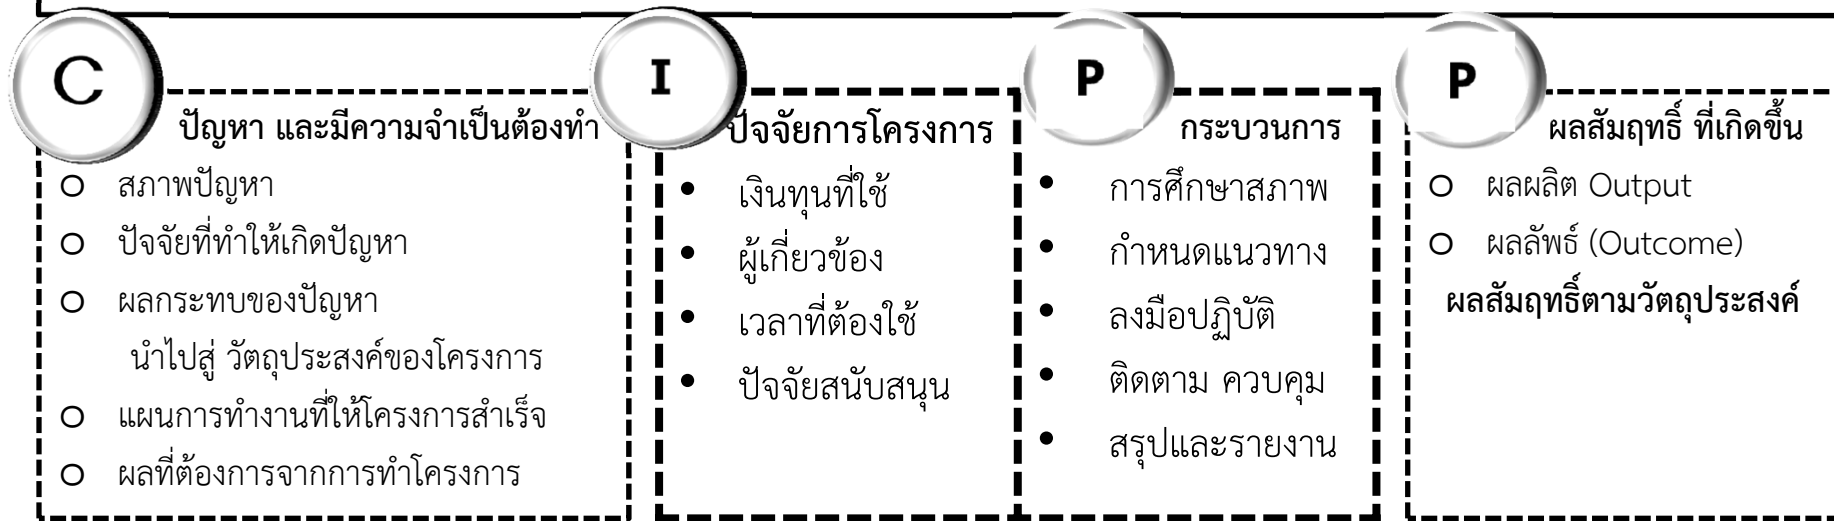 C
ปัญหา และมีความจำเป็นต้องทำ
สภาพปัญหา
ปัจจัยที่ทำให้เกิดปัญหา
ผลกระทบของปัญหา
นำไปสู่ วัตถุประสงค์ของโครงการ
แผนการทำงานที่ให้โครงการสำเร็จ
ผลที่ต้องการจากการทำโครงการ
I
ปัจจัยการโครงการ
เงินทุนที่ใช้
ผู้เกี่ยวข้อง
เวลาที่ต้องใช้
ปัจจัยสนับสนุน
P
กระบวนการ
การศึกษาสภาพ
กำหนดแนวทาง
ลงมือปฏิบัติ
ติดตาม ควบคุม
สรุปและรายงาน
P
ผลสัมฤทธิ์ ที่เกิดขึ้น
ผลผลิต Output
ผลลัพธ์ (Outcome)
ผลสัมฤทธิ์ตามวัตถุประสงค์